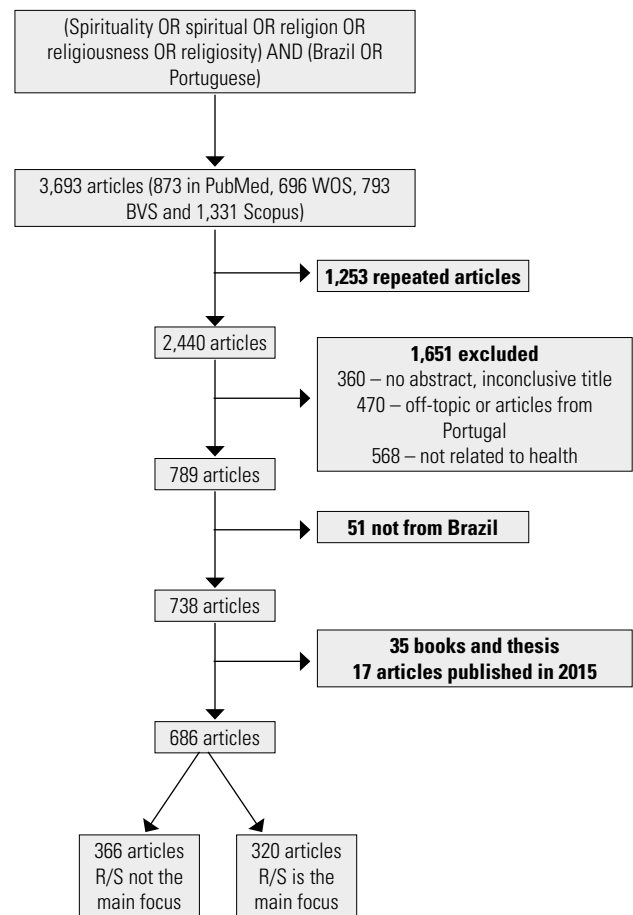 (Spirituality OR spiritual OR religion OR
religiousness OR religiosity) AND (Brazil OR
Portuguese)
3,693 articles (873 in PubMed, 696 WOS, 793
BVS and 1,331 Scopus)
1,253 repeated articles
2,440 articles
1,651 excluded
360 – no abstract, inconclusive title
470 – off-topic or articles from
Portugal
568 – not related to health
789 articles
51 not from Brazil
738 articles
35 books and thesis
17 articles published in 2015
686 articles
366 articles
R/S not the
main focus
320 articles
R/S is the
main focus